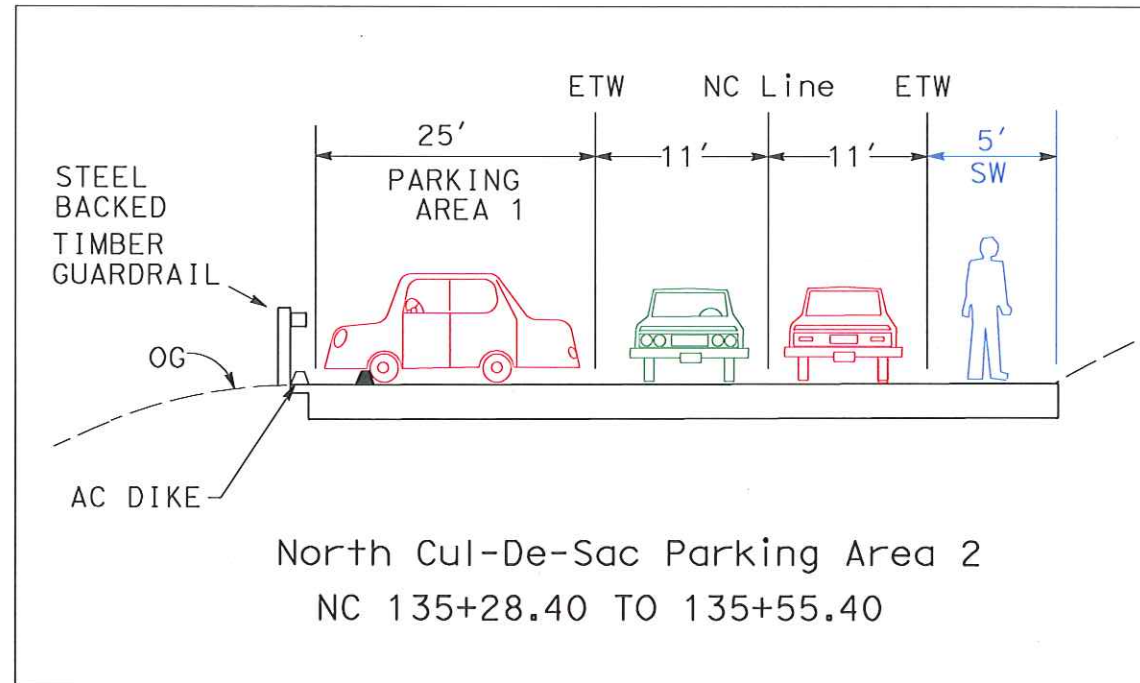 ETW NC Line ETW
25′ 11′ 11′ 5′
SW
PARKING
AREA 1
STEEL
BACKED
TIMBER
GUARDRAIL
OG
AC DIKE
North Cul-De-Sac Parking Area 2
NC 135+28.40 TO 135+55.40